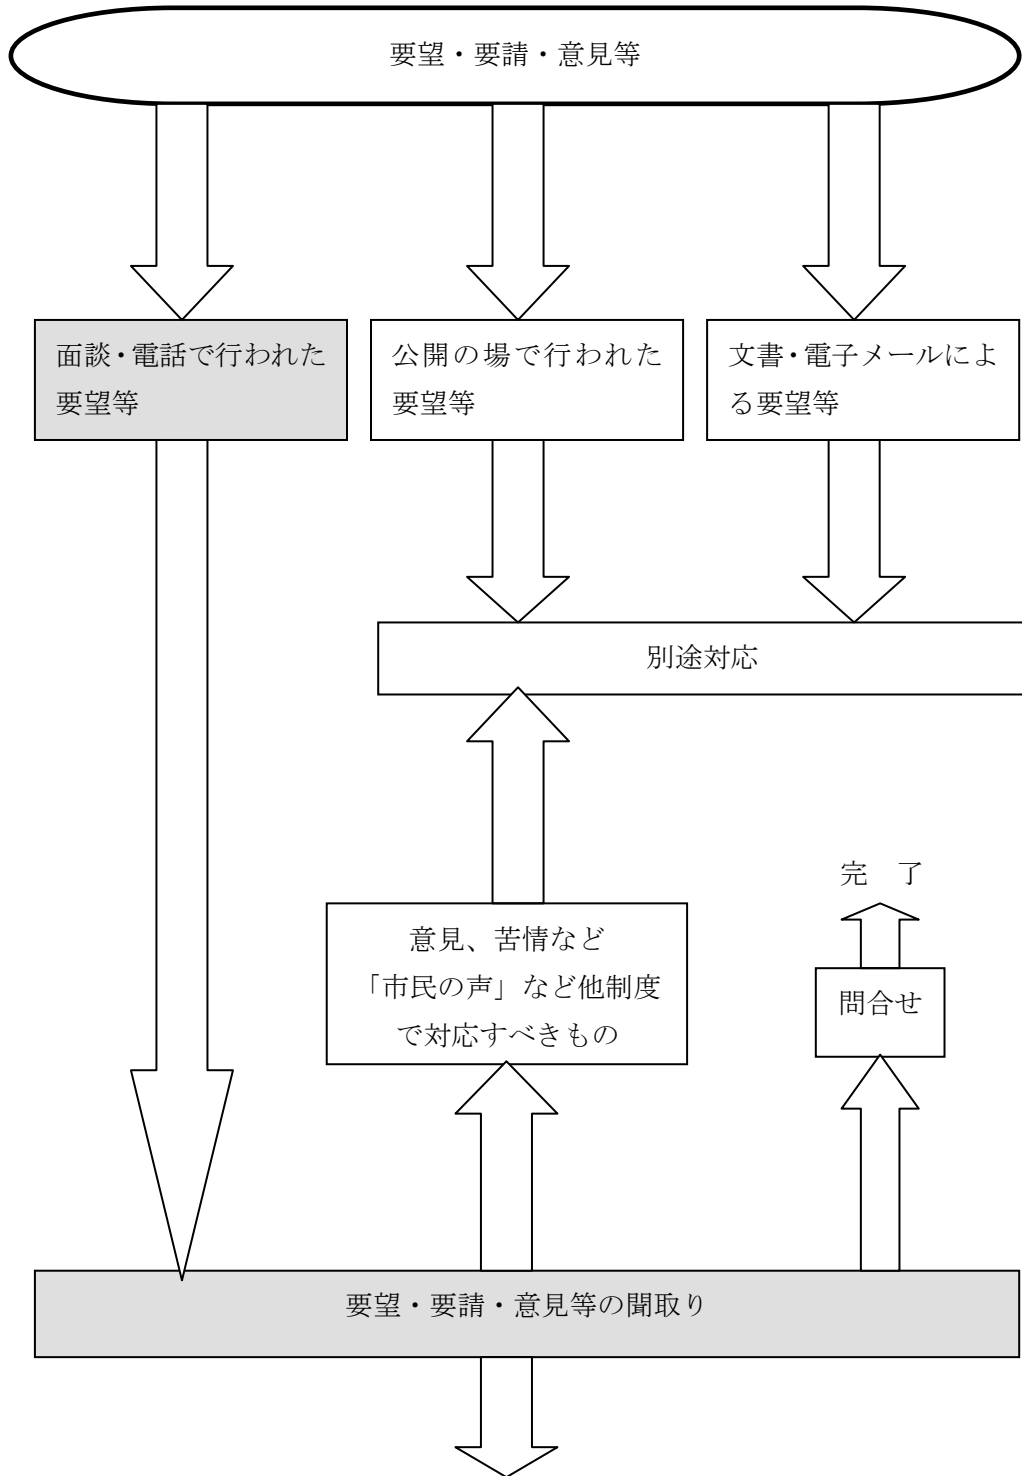 要望・要請・意見等
面談・電話で行われた
要望等
公開の場で行われた
要望等
文書・電子メールによ
る要望等
別途対応
完　了
意見、苦情など
「市民の声」など他制度
で対応すべきもの
問合せ
要望・要請・意見等の聞取り